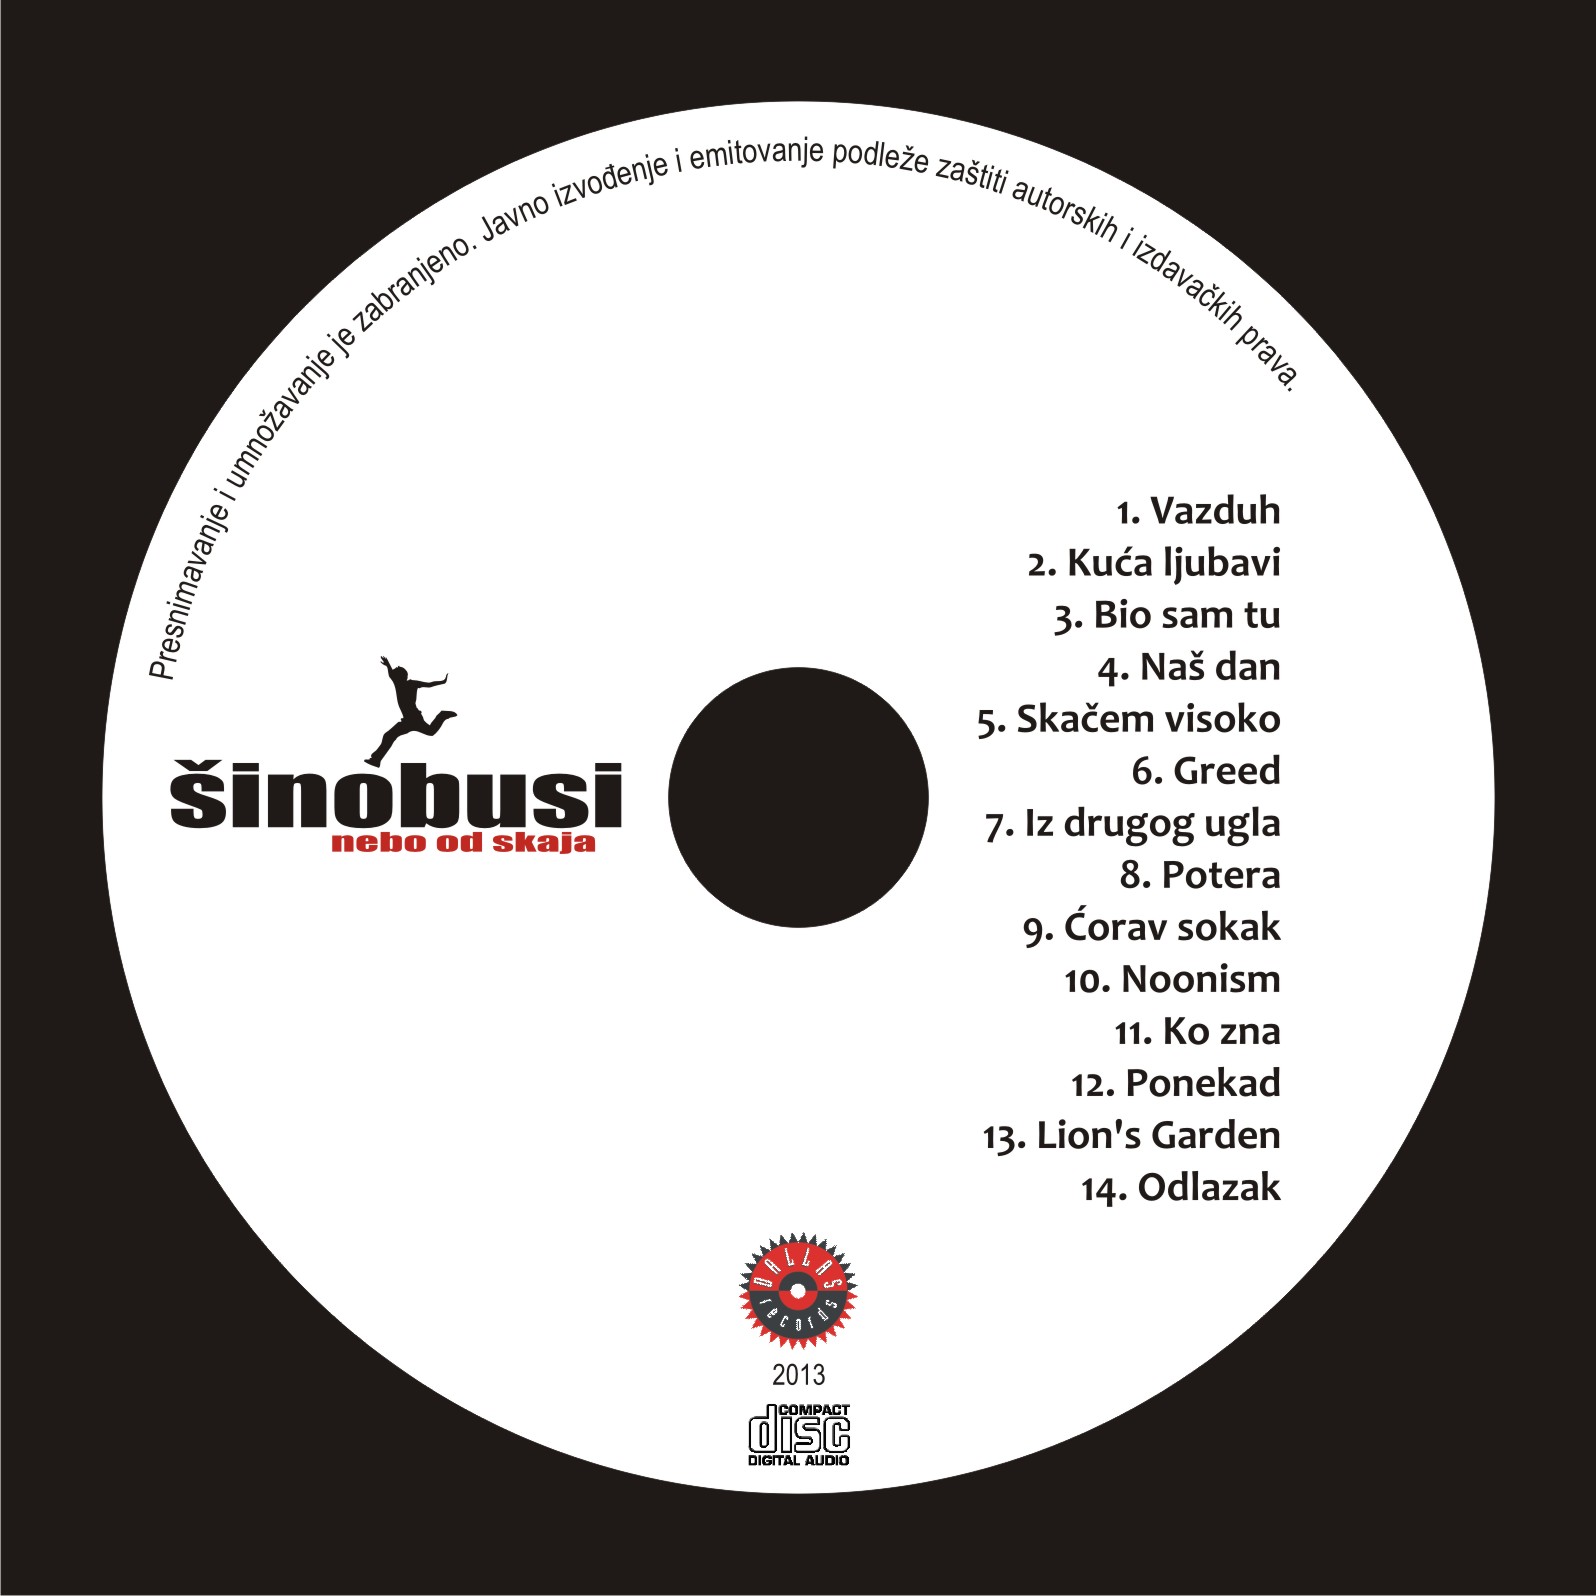 Presnimavanje i umnožavanje je zabranjeno. Javno izvođenje i emitovanje podleže zaštiti autorskih i izdavačkih prava.
šinobusi
nebo od skaja
1. Vazduh
2. Kuća ljubavi
3. Bio sam tu
4. Naš dan
5. Skačem visoko
6. Greed
7. Iz drugog ugla
8. Potera
9. Ćorav sokak
10. Noonism
11. Ko zna
12. Ponekad
13. Lion's Garden
14. Odlazak
DALLAS
records
2013
COMPACT
disc
DIGITAL AUDIO